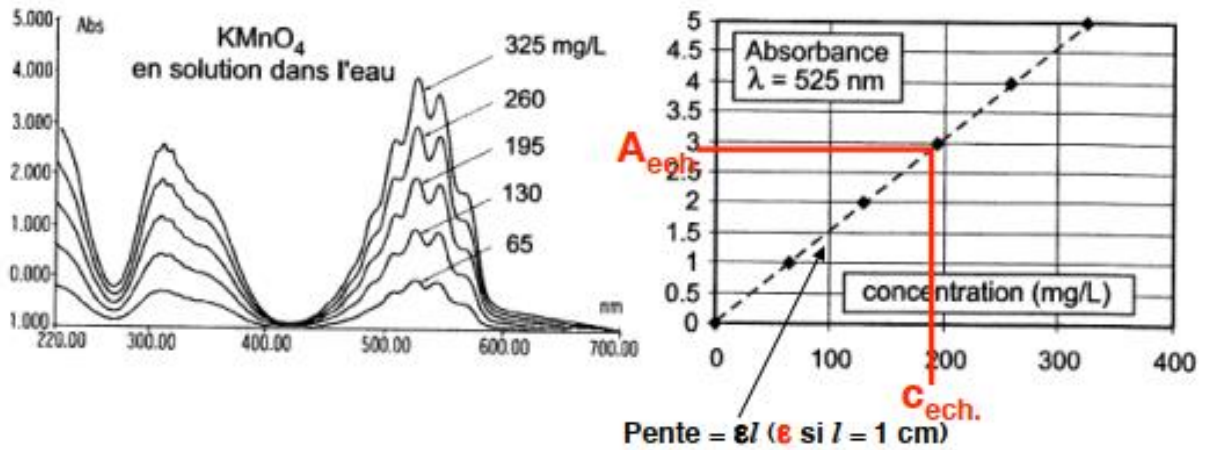 5.000
Abs
4.000
3.000
2.000
1.000
0.000
1.000
KMnO4
en solution dans l'eau
325 mg/L
260
195
130
65
nm
220.00 300.00 400.00 500.00 600.00 700.00
5
4.5
4
3.5
3
2.5
2
1.5
1
0.5
0
Absorbance
λ = 525 nm
Aech.
concentration (mg/L)
0 100 200 300 400
cech.
Pente = εl (ε si l = 1 cm)